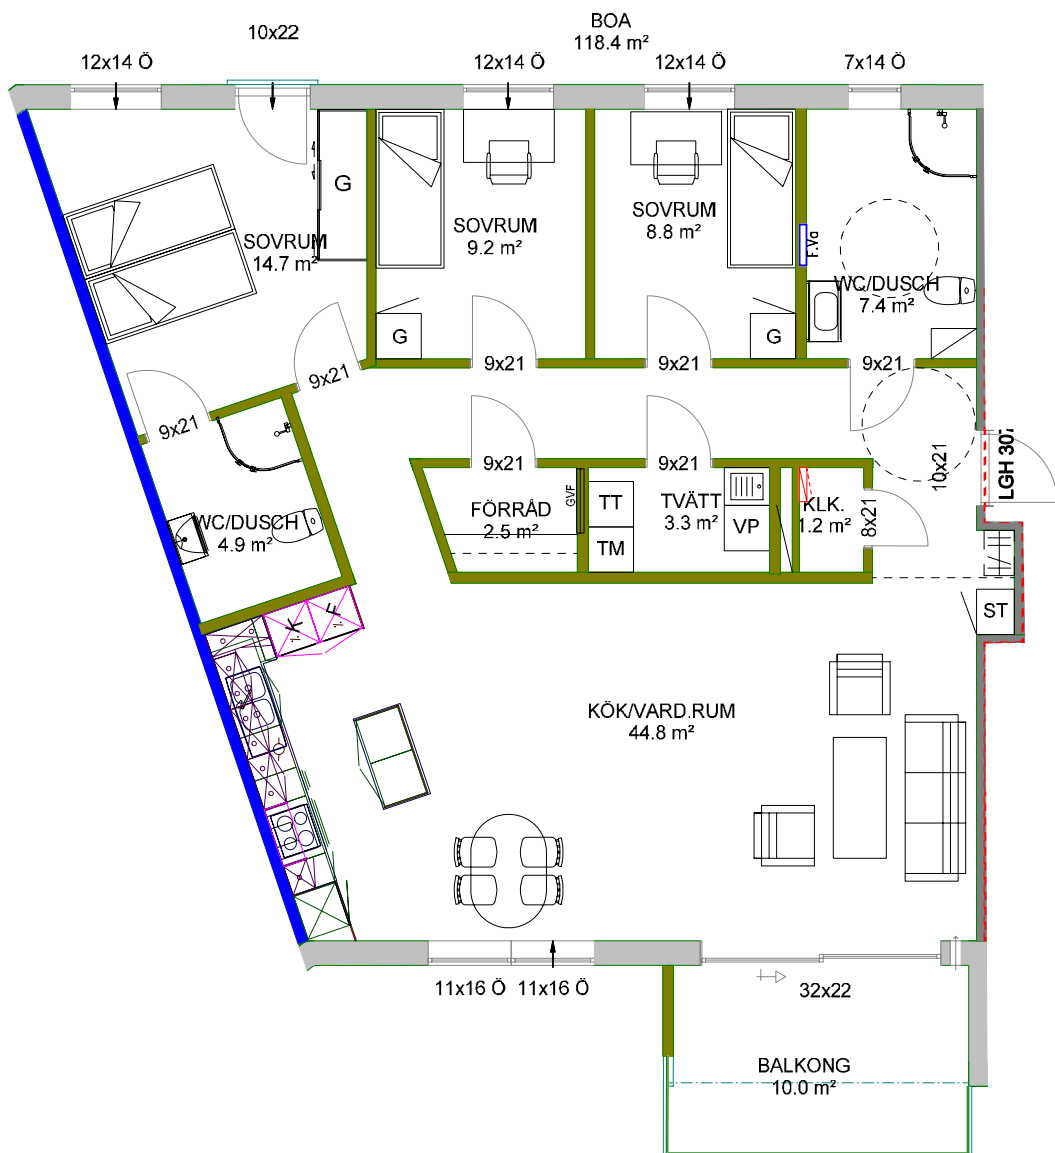 BOA
118.4 m²
10x22
12x14 Ö
12x14 Ö
12x14 Ö
7x14 Ö
G
SOVRUM
14.7 m²
SOVRUM
9.2 m²
SOVRUM
8.8 m²
F.Va
WC/DUSCH
7.4 m²
G
G
9x21
9x21
9x21
9x21
9x21
9x21
9x21
10x21
LGH 307
WC/DUSCH
4.9 m²
FÖRRÅD
2.5 m²
GVF
TT
TM
TVÄTT
3.3 m²
VP
KLK.
1.2 m²
8x21
ST
K
F
KÖK/VARD.RUM
44.8 m²
11x16 Ö
11x16 Ö
32x22
BALKONG
10.0 m²